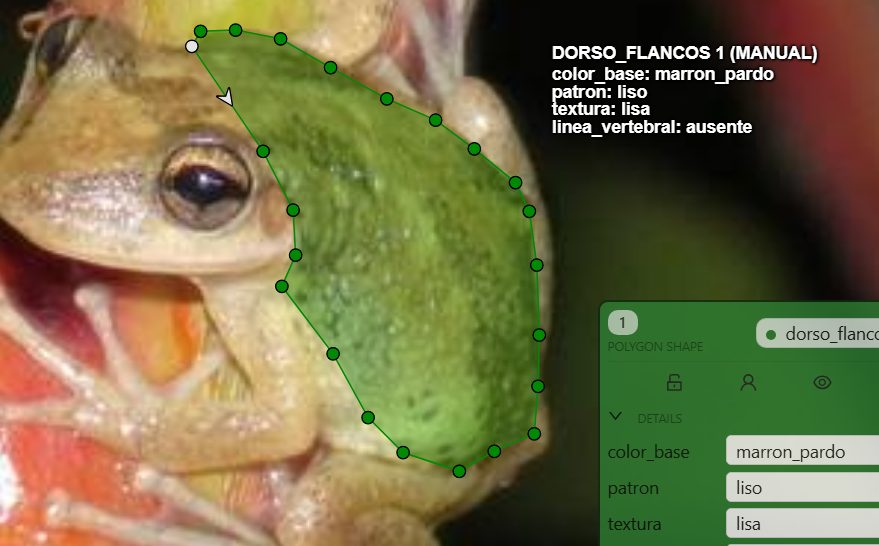 DORSO_FLANCOS 1 (MANUAL)
color_base: marron_pardo
patron: liso
textura: lisa
linea_vertebral: ausente
1
dorso_flanco
POLYGON SHAPE
DETAILS
color_base marron_pardo
patron liso
textura lisa